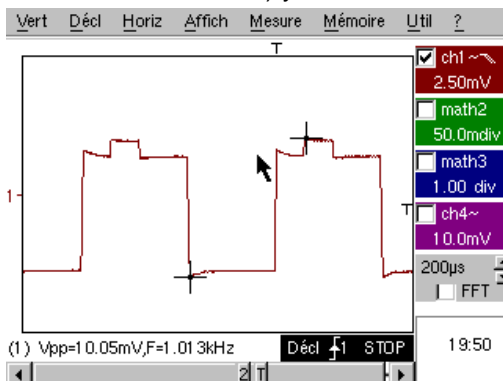 Vert Décl Horiz Affich Mesure Mémoire Util ?
T
ch1~
2.50mV
math2
50.0mdiv
math3
1.00 div
ch4~
10.0mV
1
T
200µs
FFT
(1) Vpp=10.05mV,F=1.013kHz
Décl 1 STOP
19:50
2 T